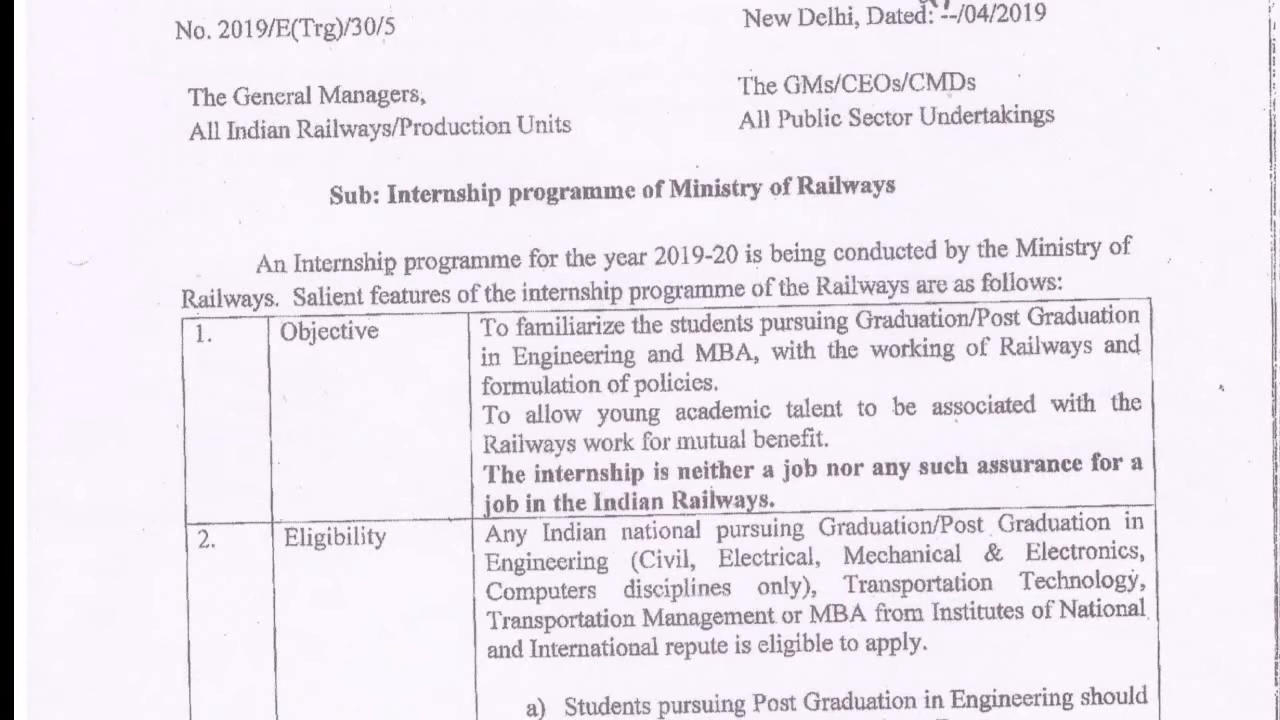 No. 2019/E(Trg)/30/5
New Delhi, Dated: --/04/2019
The General Managers,
All Indian Railways/Production Units
The GMs/CEOs/CMDs
All Public Sector Undertakings
Sub: Internship programme of Ministry of Railways
An Internship programme for the year 2019-20 is being conducted by the Ministry of
Railways. Salient features of the internship programme of the Railways are as follows:
1. Objective To familiarize the students pursuing Graduation/Post Graduation
in Engineering and MBA, with the working of Railways and
formulation of policies.
To allow young academic talent to be associated with the
Railways work for mutual benefit.
The internship is neither a job nor any such assurance for a
job in the Indian Railways.
2. Eligibility Any Indian national pursuing Graduation/Post Graduation in
Engineering (Civil, Electrical, Mechanical & Electronics,
Computers disciplines only), Transportation Technology,
Transportation Management or MBA from Institutes of National
and International repute is eligible to apply.
a) Students pursuing Post Graduation in Engineering should